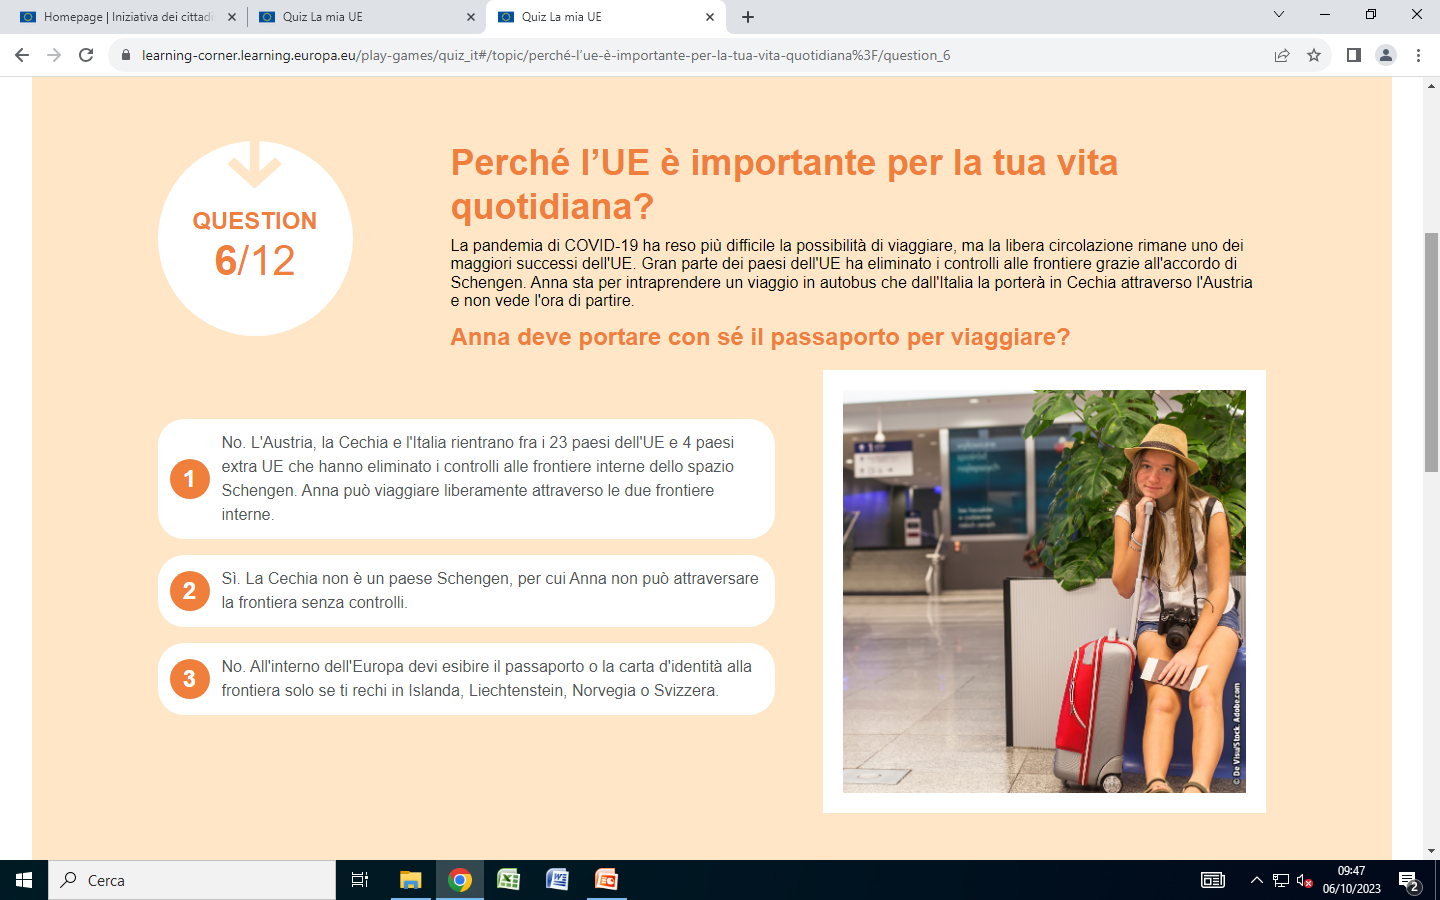 Homepage | Iniziativa dei cittadi
Quiz La mia UE
Quiz La mia UE
learning-corner.learning.europa.eu/play-games/quiz_it#/topic/perché-l'ue-è-importante-per-la-tua-vita-quotidiana%3F/question_6
QUESTION
6/12
Perché l’UE è importante per la tua vita
quotidiana?
La pandemia di COVID-19 ha reso più difficile la possibilità di viaggiare, ma la libera circolazione rimane uno dei
maggiori successi dell'UE. Gran parte dei paesi dell'UE ha eliminato i controlli alle frontiere grazie all'accordo di
Schengen. Anna sta per intraprendere un viaggio in autobus che dall'Italia la porterà in Cechia attraverso l'Austria
e non vede l'ora di partire.
Anna deve portare con sé il passaporto per viaggiare?
1
No. L'Austria, la Cechia e l'Italia rientrano fra i 23 paesi dell'UE e 4 paesi
extra UE che hanno eliminato i controlli alle frontiere interne dello spazio
Schengen. Anna può viaggiare liberamente attraverso le due frontiere
interne.
2
Sì. La Cechia non è un paese Schengen, per cui Anna non può attraversare
la frontiera senza controlli.
3
No. All'interno dell'Europa devi esibire il passaporto o la carta d'identità alla
frontiera solo se ti rechi in Islanda, Liechtenstein, Norvegia o Svizzera.
© De Visu/Stock. Adobe.com
Cerca
09:47
06/10/2023
2